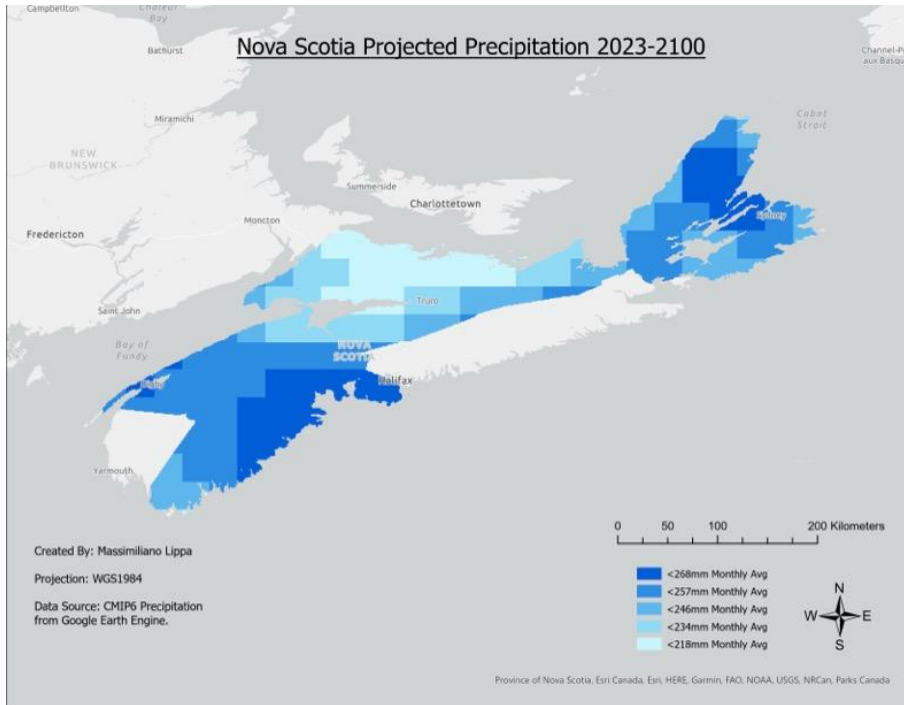 Campbellton
Chaleur
Bay
Bathurst
Nova Scotia Projected Precipitation 2023-2100
Channel-P
aux Basqu
Miramichi
Cabot
Strait
NEW
BRUNSWICK
Summerside
Charlottetown
Sydney
Moncton
Fredericton
Truro
Saint John
Bay of
Fundy
NOVA
SCOTIA
Digby
Halifax
Yarmouth
0 50 100 200 Kilometers
Created By: Massimiliano Lippa
Projection: WGS1984
Data Source: CMIP6 Precipitation
from Google Earth Engine.
<268mm Monthly Avg
<257mm Monthly Avg
<246mm Monthly Avg
<234mm Monthly Avg
<218mm Monthly Avg
N
W E
S
Province of Nova Scotia, Esri Canada, Esri, HERE, Garmin, FAO, NOAA, USGS, NRCan, Parks Canada